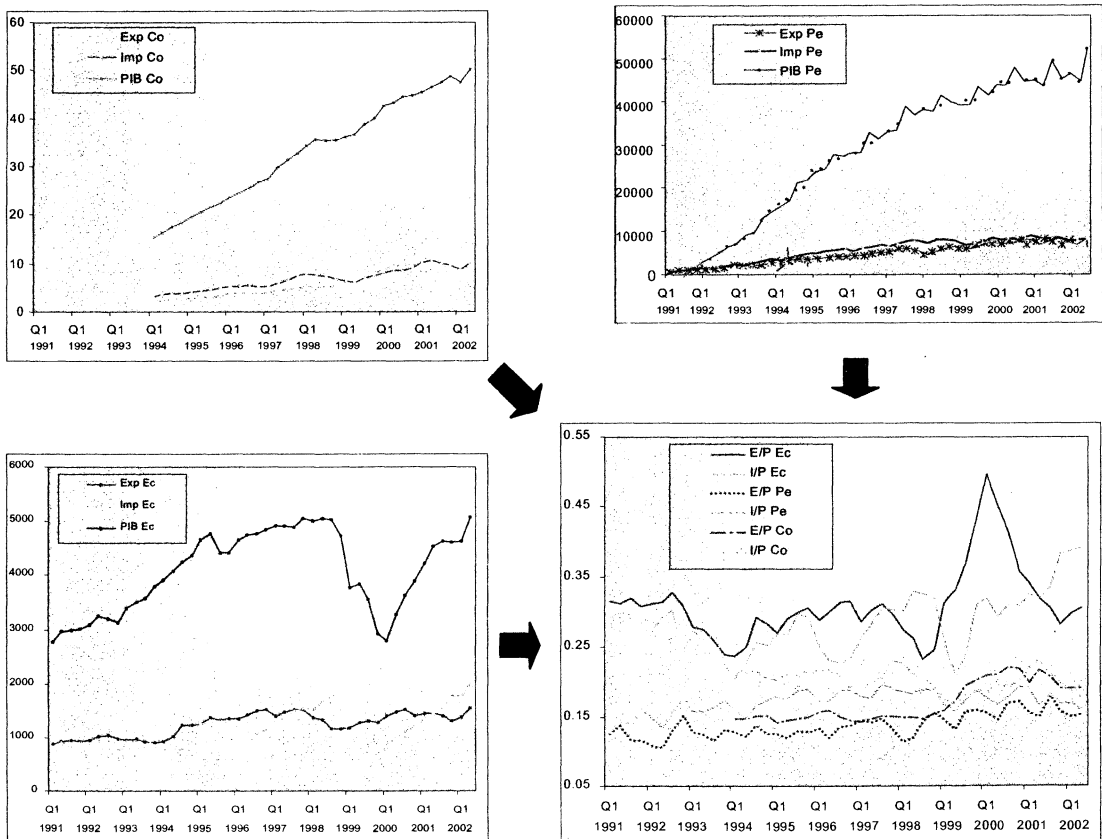 60
50
40
30
20
10
0
Exp Co
Imp Co
PIB Co
Q1 Q1 Q1 Q1 Q1 Q1 Q1 Q1 Q1 Q1 Q1 Q1
1991 1992 1993 1994 1995 1996 1997 1998 1999 2000 2001 2002
60000
50000
40000
30000
20000
10000
0
Exp Pe
Imp Pe
PIB Pe
Q1 Q1 Q1 Q1 Q1 Q1 Q1 Q1 Q1 Q1 Q1 Q1
1991 1992 1993 1994 1995 1996 1997 1998 1999 2000 2001 2002
6000
5000
4000
3000
2000
1000
0
Exp Ec
Imp Ec
PIB Ec
Q1 Q1 Q1 Q1 Q1 Q1 Q1 Q1 Q1 Q1 Q1 Q1
1991 1992 1993 1994 1995 1996 1997 1998 1999 2000 2001 2002
0.55
0.45
0.35
0.25
0.15
0.05
E/P Ec
I/P Ec
E/P Pe
I/P Pe
E/P Co
I/P Co
Q1 Q1 Q1 Q1 Q1 Q1 Q1 Q1 Q1 Q1 Q1 Q1
1991 1992 1993 1994 1995 1996 1997 1998 1999 2000 2001 2002